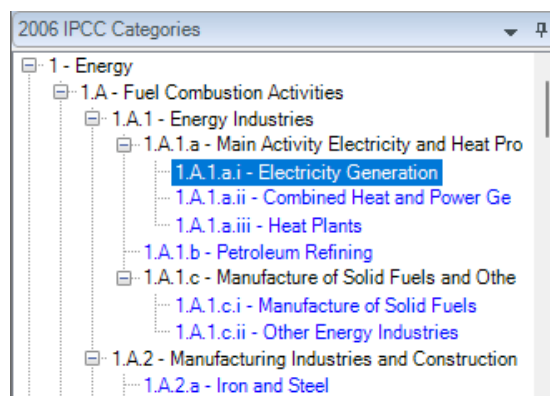 2006 IPCC Categories
1 - Energy
1.A - Fuel Combustion Activities
1.A.1 - Energy Industries
1.A.1.a - Main Activity Electricity and Heat Pro
1.A.1.a.i - Electricity Generation
1.A.1.a.ii - Combined Heat and Power Ge
1.A.1.a.iii - Heat Plants
1.A.1.b - Petroleum Refining
1.A.1.c - Manufacture of Solid Fuels and Othe
1.A.1.c.i - Manufacture of Solid Fuels
1.A.1.c.ii - Other Energy Industries
1.A.2 - Manufacturing Industries and Construction
1.A.2.a - Iron and Steel